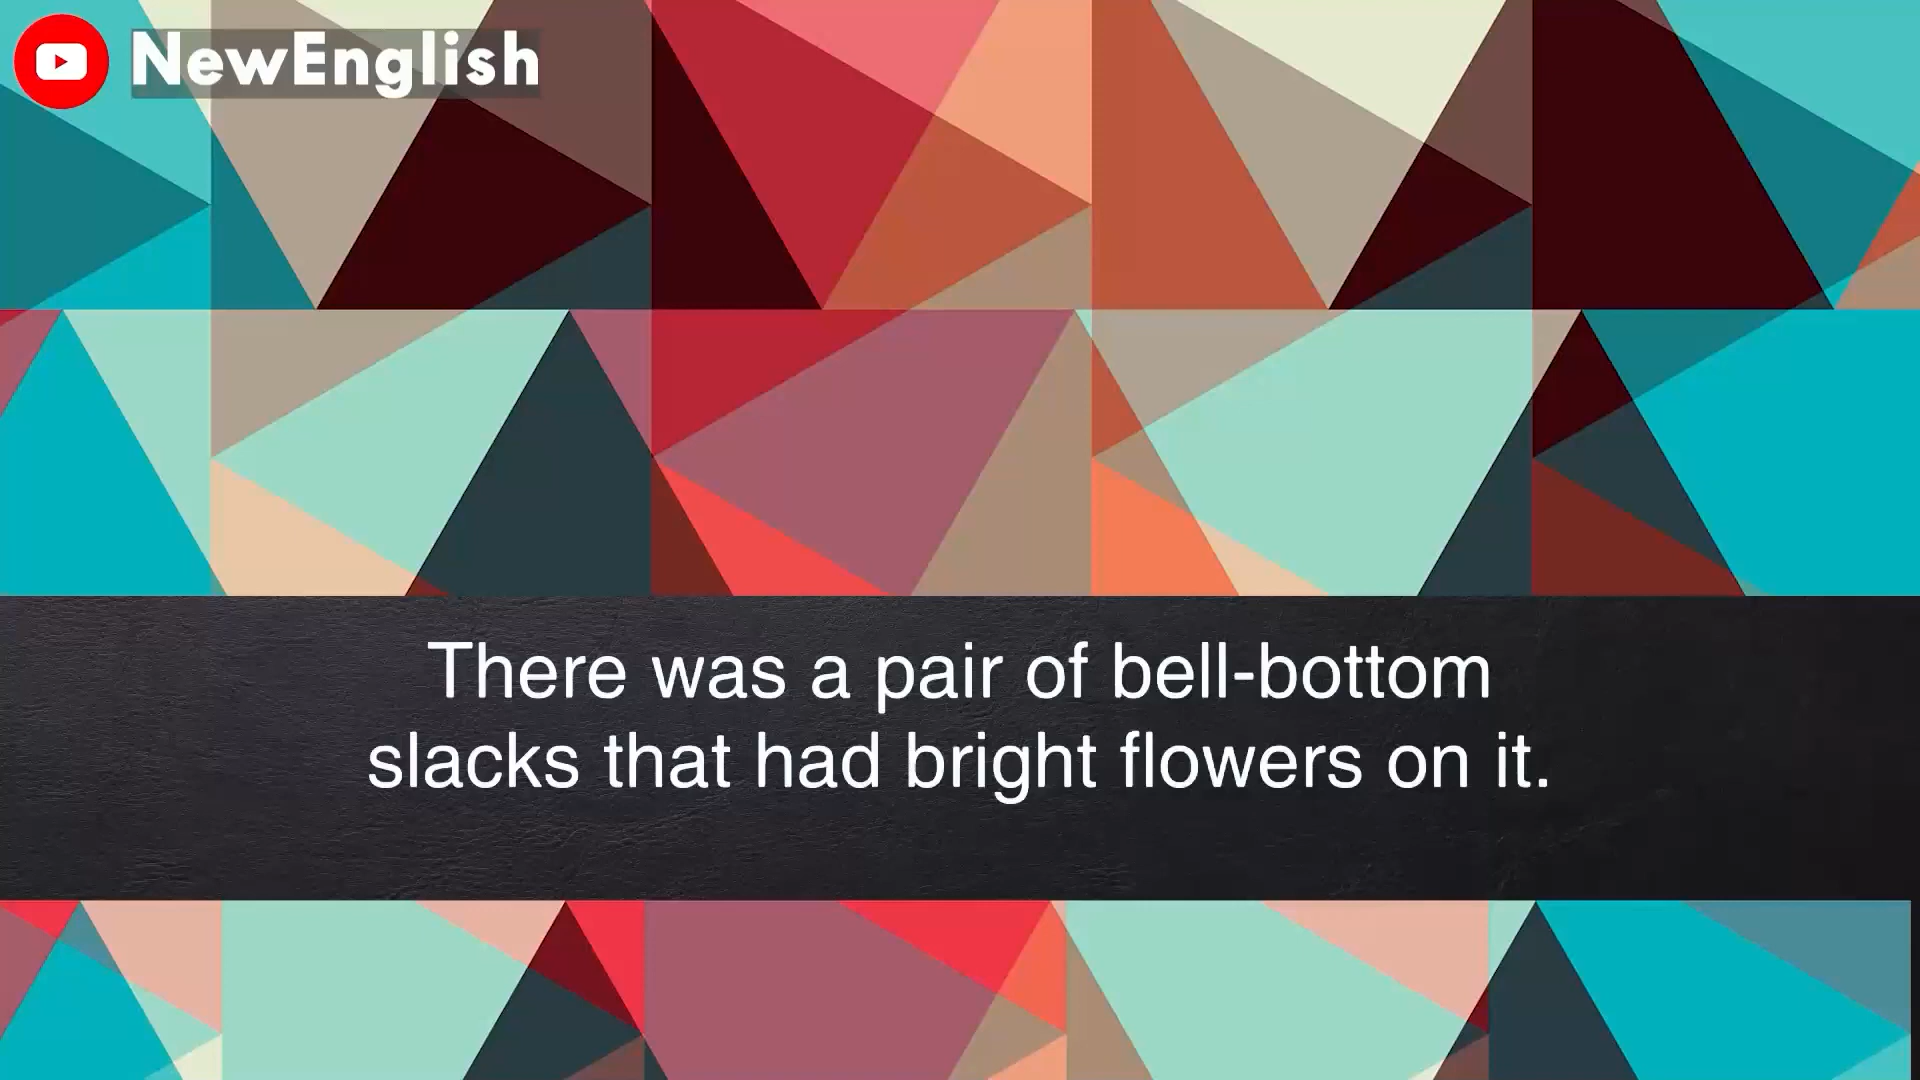 NewEnglish
There was a pair of bell-bottom
slacks that had bright flowers on it.